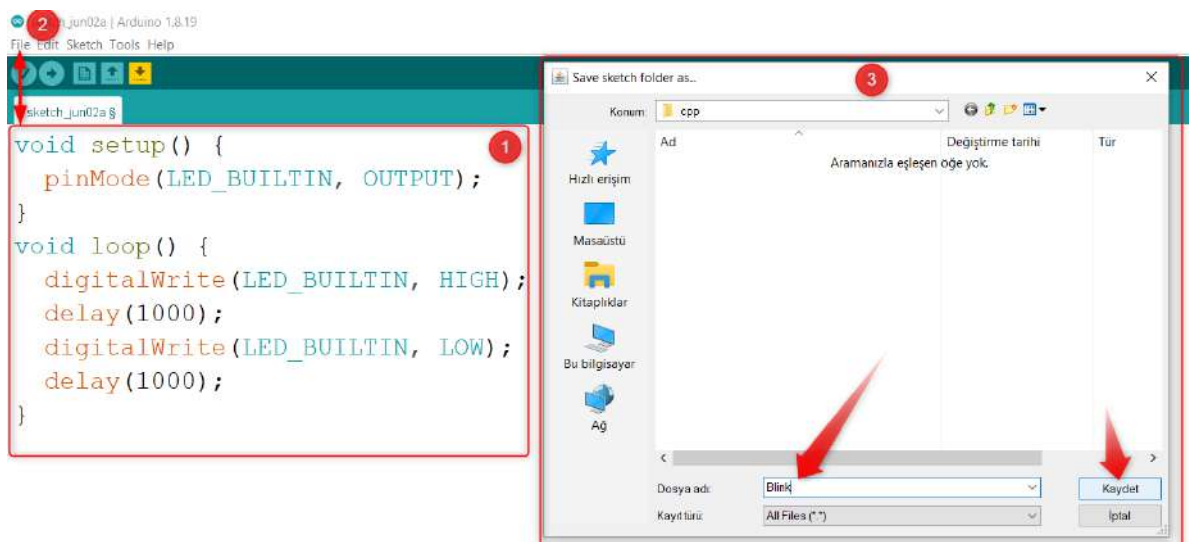 2
jun02a | Arduino 1.8.19
File Edit Sketch Tools Help
sketch_jun02a §
1
void setup() {
pinMode(LED_BUILTIN, OUTPUT);
}
void loop() {
digitalWrite(LED_BUILTIN, HIGH);
delay(1000);
digitalWrite(LED_BUILTIN, LOW);
delay(1000);
}
Save sketch folder as...
3
Konum: cpp
Ad Değiştirme tarihi Tür
Aramanızla eşleşen öğe yok.
Hızlı erişim
Masaüstü
Kitaplıklar
Bu bilgisayar
Ağ
Dosya adı: Blink
Kaydet
Kayıt türü: All Files (*.*)
İptal